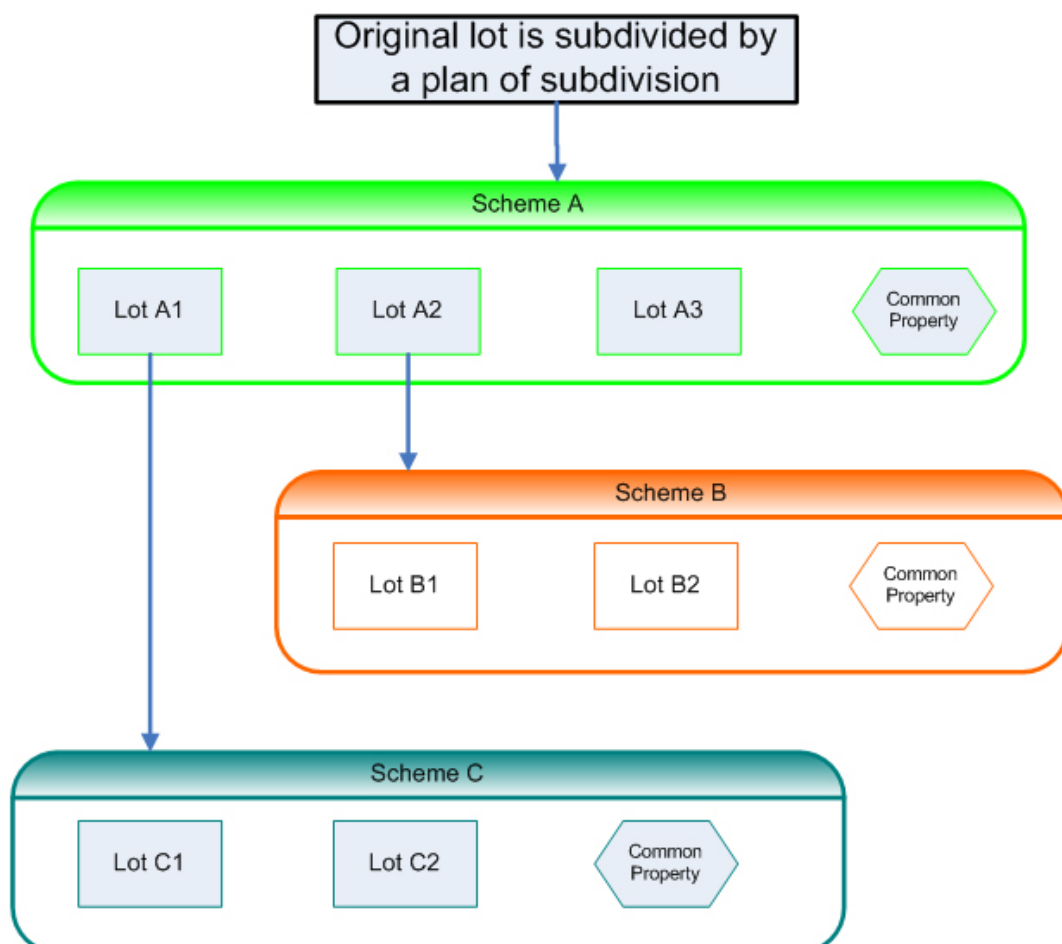 Original lot is subdivided by
a plan of subdivision
Scheme A
Lot A1
Lot A2
Lot A3
Common
Property
Scheme B
Lot B1
Lot B2
Common
Property
Scheme C
Lot C1
Lot C2
Common
Property